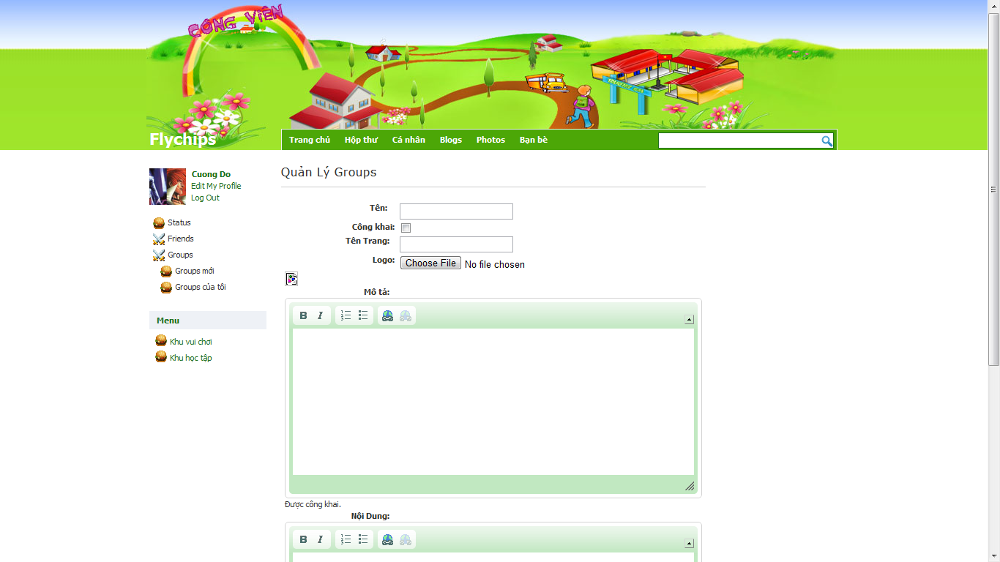 CÔNG VIÊN
Flychips
Trang chủ Hộp thư Cá nhân Blogs Photos Bạn bè
Cuong Do
Edit My Profile
Log Out
Status
Friends
Groups
Groups mới
Groups của tôi
Menu
Khu vui chơi
Khu học tập
Quản Lý Groups
Tên:
Công khai:
Tên Trang:
Logo: Choose File No file chosen
Mô tả:
B I
Được công khai.
Nội Dung:
B I